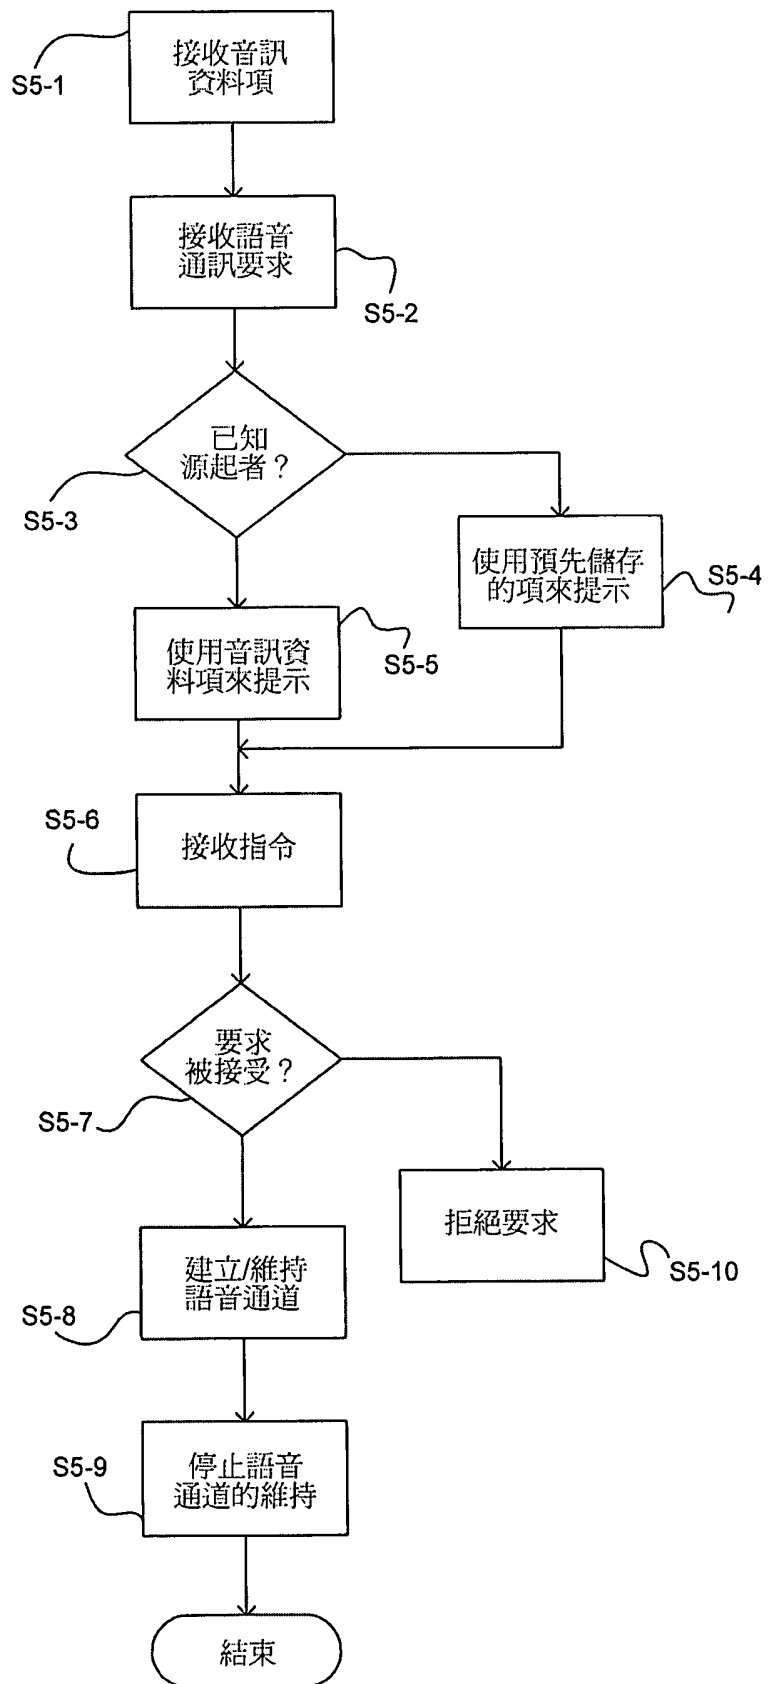 接收音訊
資料項
S5-1
接收語音
通訊要求
S5-2
已知
源起者？
S5-3
使用預先儲存
的項來提示
S5-4
使用音訊資
料項來提示
S5-5
S5-6
接收指令
要求
被接受？
S5-7
拒絕要求
S5-10
建立/維持
語音通道
S5-8
停止語音
通道的維持
S5-9
結束